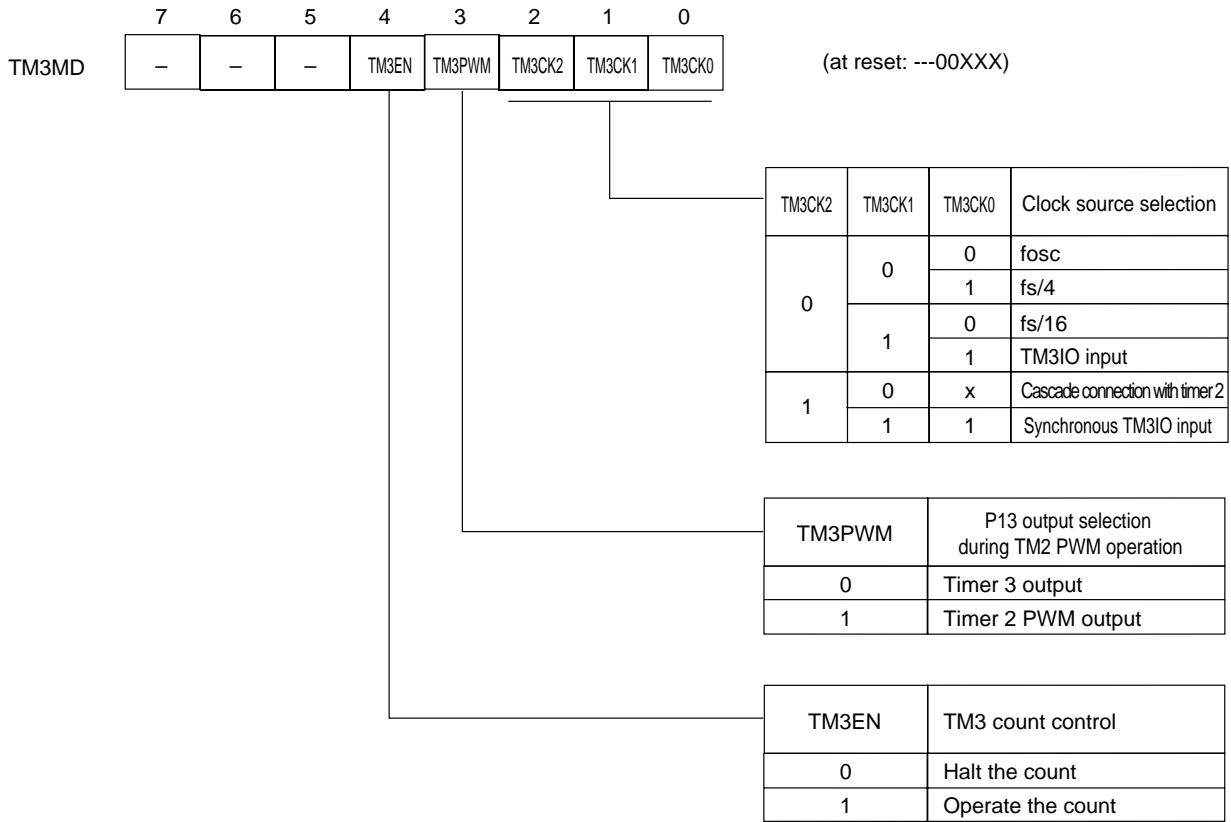 7 6 5 4 3 2 1 0
TM3MD – – – TM3EN TM3PWM TM3CK2 TM3CK1 TM3CK0 (at reset: ---00XXX)
TM3CK2 TM3CK1 TM3CK0 Clock source selection
0 0 0 fosc
1 fs/4
1 0 fs/16
1 TM3IO input
1 0 x Cascade connection with timer 2
1 1 Synchronous TM3IO input
TM3PWM P13 output selection
during TM2 PWM operation
0 Timer 3 output
1 Timer 2 PWM output
TM3EN TM3 count control
0 Halt the count
1 Operate the count